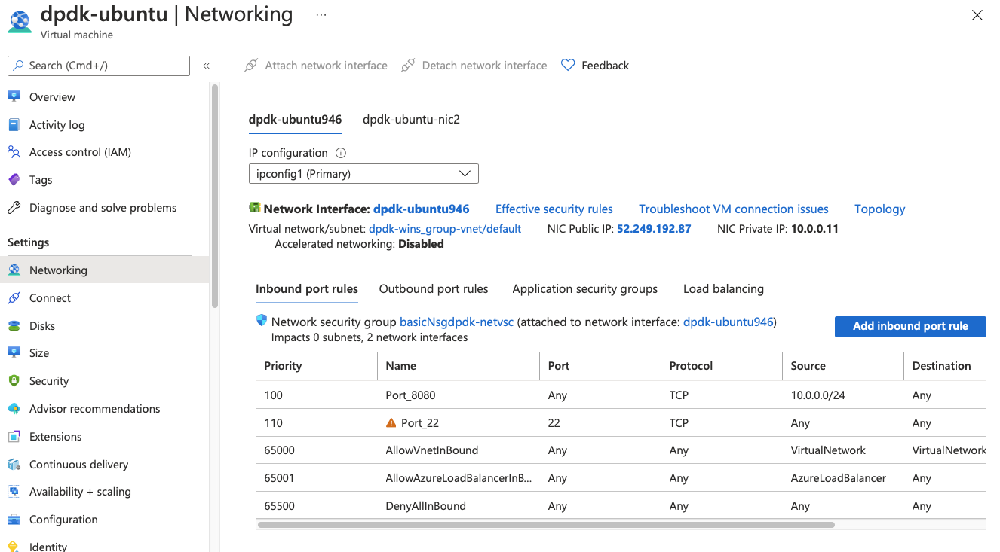 dpdk-ubuntu | Networking ...
Virtual machine
Search (Cmd+/)
«
Attach network interface
Detach network interface
Feedback
Overview
Activity log
Access control (IAM)
Tags
Diagnose and solve problems
Settings
Networking
Connect
Disks
Size
Security
Advisor recommendations
Extensions
Continuous delivery
Availability + scaling
Configuration
Identity
dpdk-ubuntu946 dpdk-ubuntu-nic2
IP configuration
ipconfig1 (Primary)
Network Interface: dpdk-ubuntu946 Effective security rules Troubleshoot VM connection issues Topology
Virtual network/subnet: dpdk-wins_group-vnet/default NIC Public IP: 52.249.192.87 NIC Private IP: 10.0.0.11
Accelerated networking: Disabled
Inbound port rules Outbound port rules Application security groups Load balancing
Network security group basicNsgdpdk-netvsc (attached to network interface: dpdk-ubuntu946)
Impacts 0 subnets, 2 network interfaces
Add inbound port rule
Priority Name Port Protocol Source Destination
100 Port_8080 Any TCP 10.0.0.0/24 Any
110 Port_22 22 TCP Any Any
65000 AllowVnetInBound Any Any VirtualNetwork VirtualNetwork
65001 AllowAzureLoadBalancerInB... Any Any AzureLoadBalancer Any
65500 DenyAllInBound Any Any Any Any